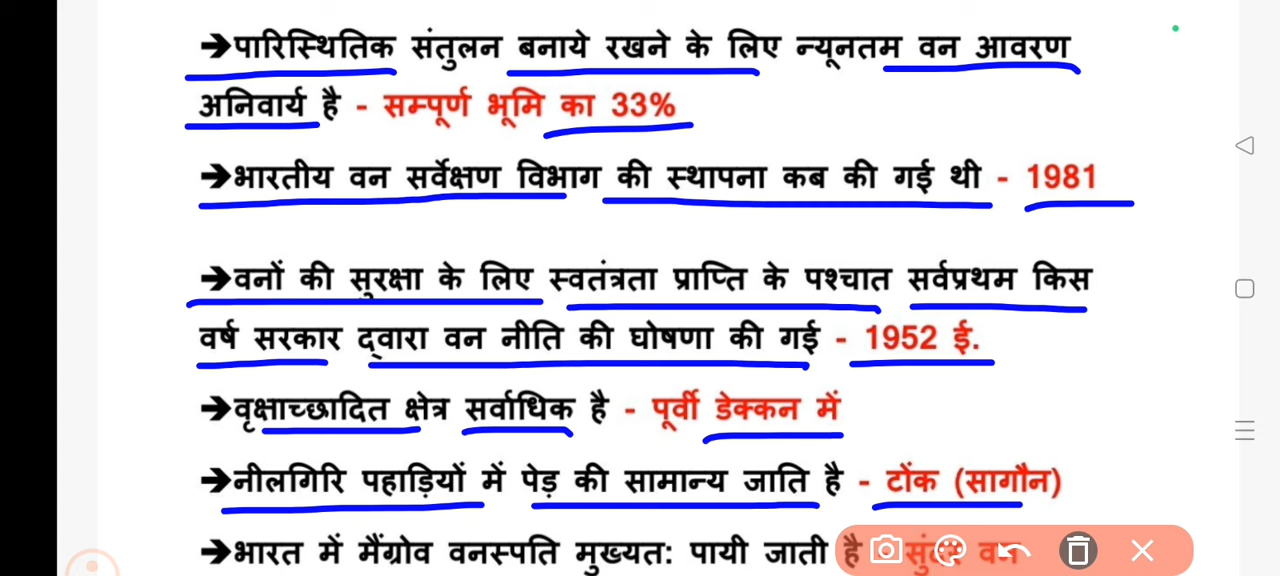 ➔पारिस्थितिक संतुलन बनाये रखने के लिए न्यूनतम वन आवरण
अनिवार्य है - सम्पूर्ण भूमि का 33%
➔भारतीय वन सर्वेक्षण विभाग की स्थापना कब की गई थी - 1981
➔वनों की सुरक्षा के लिए स्वतंत्रता प्राप्ति के पश्चात सर्वप्रथम किस
वर्ष सरकार द्वारा वन नीति की घोषणा की गई - 1952 ई.
➔वृक्षाच्छादित क्षेत्र सर्वाधिक है - पूर्वी डेक्कन में
➔नीलगिरि पहाड़ियों में पेड़ की सामान्य जाति है - टोंक (सागौन)
➔भारत में मैंग्रोव वनस्पति मुख्यत: पायी जाती है